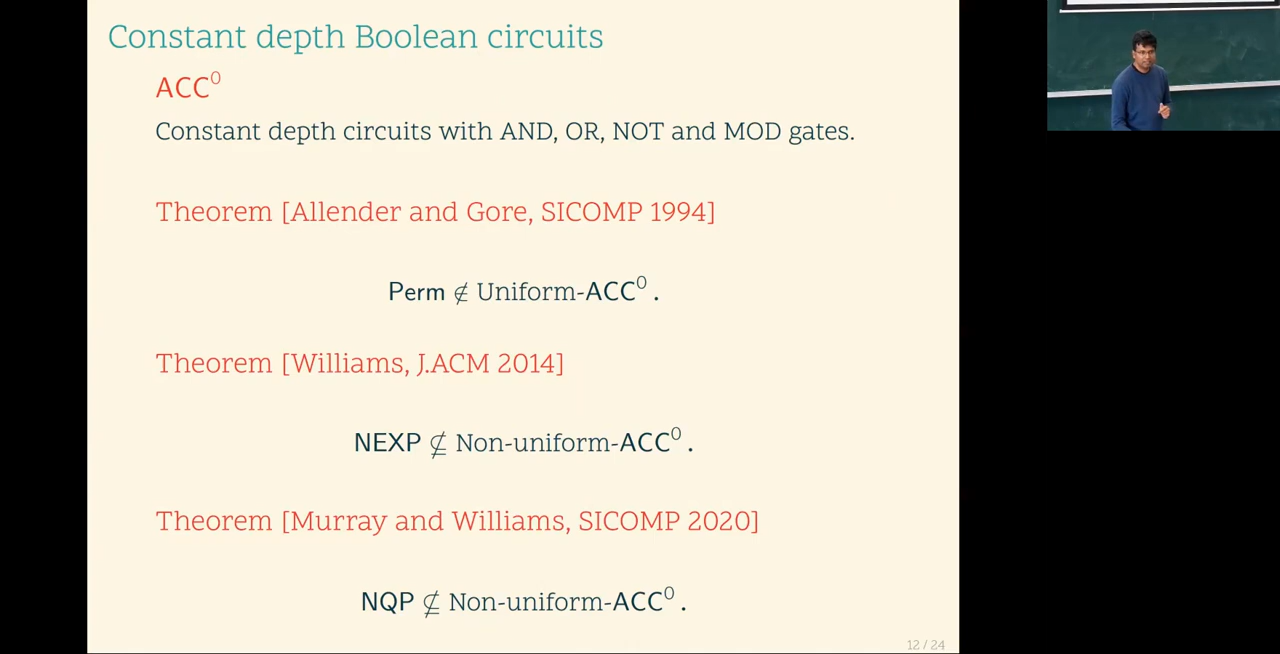 Constant depth Boolean circuits
ACC⁰
Constant depth circuits with AND, OR, NOT and MOD gates.
Theorem [Allender and Gore, SICOMP 1994]
Perm ∉ Uniform-ACC⁰ .
Theorem [Williams, J.ACM 2014]
NEXP ⊈ Non-uniform-ACC⁰ .
Theorem [Murray and Williams, SICOMP 2020]
NQP ⊈ Non-uniform-ACC⁰ .
12 / 24